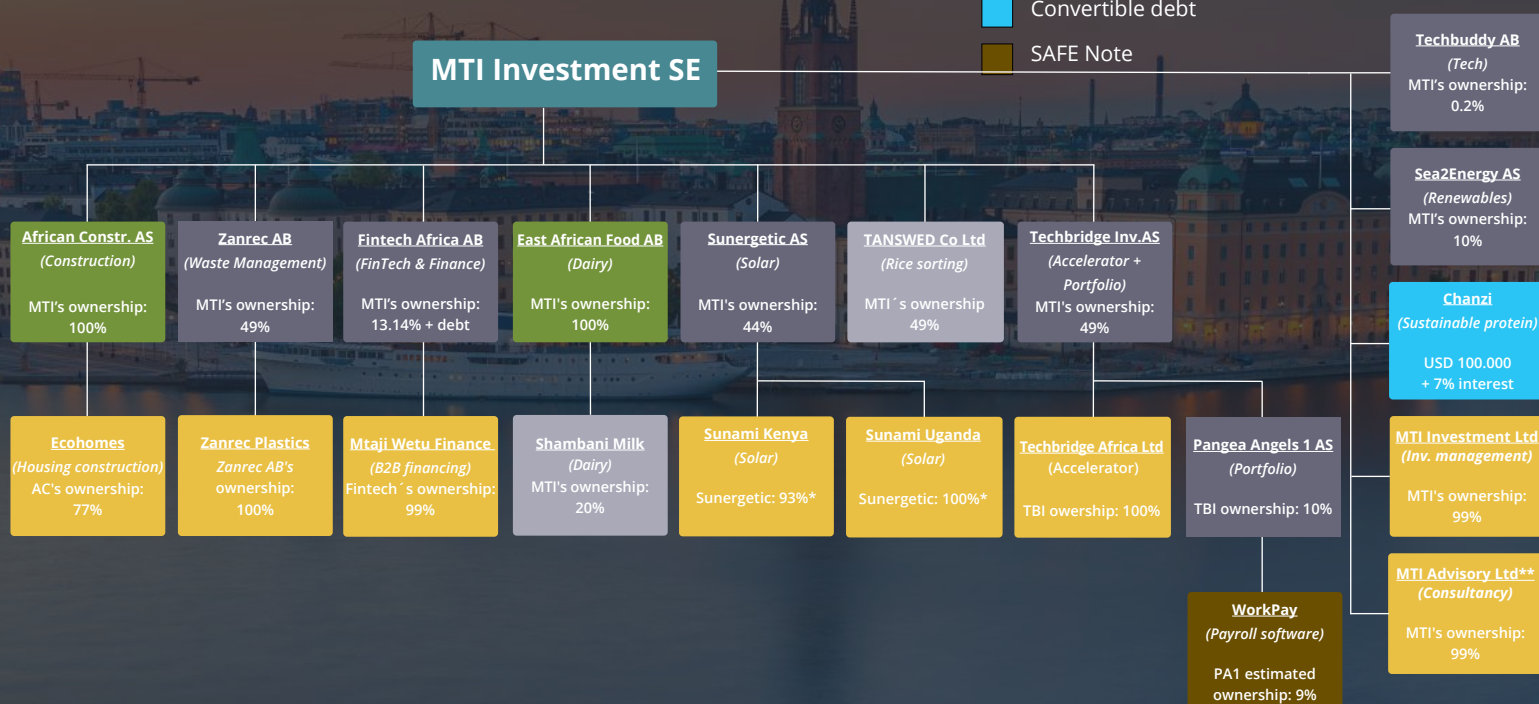 Convertible debt
SAFE Note
MTI Investment SE
Techbuddy AB
(Tech)
MTI's ownership:
0.2%
Sea2Energy AS
(Renewables)
MTI's ownership:
10%
Chanzi
(Sustainable protein)
USD 100.000
+ 7% interest
MTI Investment Ltd
(Inv. management)
MTI's ownership:
99%
MTI Advisory Ltd**
(Consultancy)
MTI's ownership:
99%
African Constr. AS
(Construction)
MTI's ownership:
100%
Zanrec AB
(Waste Management)
MTI's ownership:
49%
Fintech Africa AB
(FinTech & Finance)
MTI's ownership:
13.14% + debt
East African Food AB
(Dairy)
MTI's ownership:
100%
Sunergetic AS
(Solar)
MTI's ownership:
44%
TANSWED Co Ltd
(Rice sorting)
MTI´s ownership
49%
Techbridge Inv.AS
(Accelerator +
Portfolio)
MTI's ownership:
49%
Ecohomes
(Housing construction)
AC's ownership:
77%
Zanrec Plastics
Zanrec AB's
ownership:
100%
Mtaji Wetu Finance
(B2B financing)
Fintech´s ownership:
99%
Shambani Milk
(Dairy)
MTI's ownership:
20%
Sunami Kenya
(Solar)
Sunergetic: 93%*
Sunami Uganda
(Solar)
Sunergetic: 100%*
Techbridge Africa Ltd
(Accelerator)
TBI owership: 100%
Pangea Angels 1 AS
(Portfolio)
TBI ownership: 10%
WorkPay
(Payroll software)
PA1 estimated
ownership: 9%